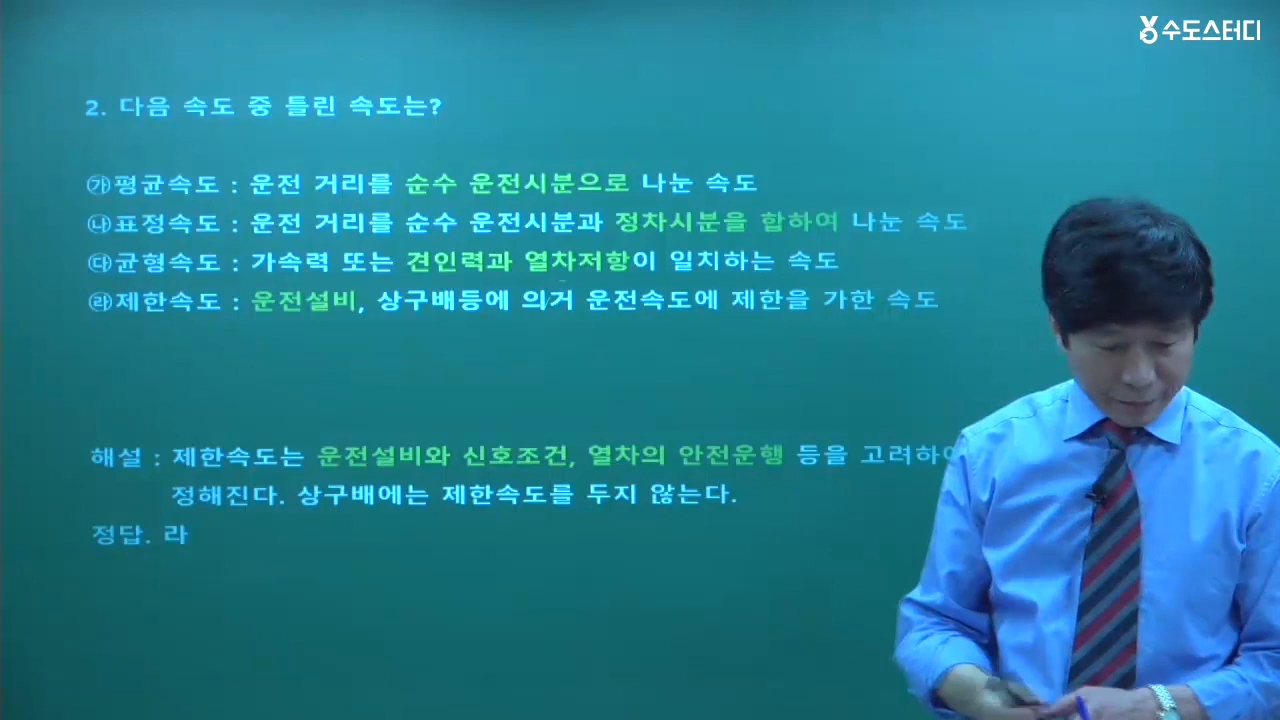 수도스터디
2. 다음 속도 중 틀린 속도는?
㉮평균속도 : 운전 거리를 순수 운전시분으로 나눈 속도
㉯표정속도 : 운전 거리를 순수 운전시분과 정차시분을 합하여 나눈 속도
㉰균형속도 : 가속력 또는 견인력과 열차저항이 일치하는 속도
㉱제한속도 : 운전설비, 상구배등에 의거 운전속도에 제한을 가한 속도
해설 : 제한속도는 운전설비와 신호조건, 열차의 안전운행 등을 고려하여
정해진다. 상구배에는 제한속도를 두지 않는다.
정답. 라